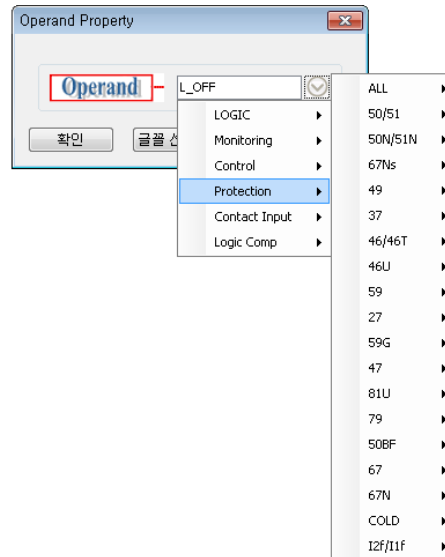 Operand Property
Operand
L_OFF
확인
글꼴
LOGIC
Monitoring
Control
Protection
Contact Input
Logic Comp
ALL
50/51
50N/51N
67Ns
49
37
46/46T
46U
59
27
59G
47
81U
79
50BF
67
67N
COLD
I2f/I1f